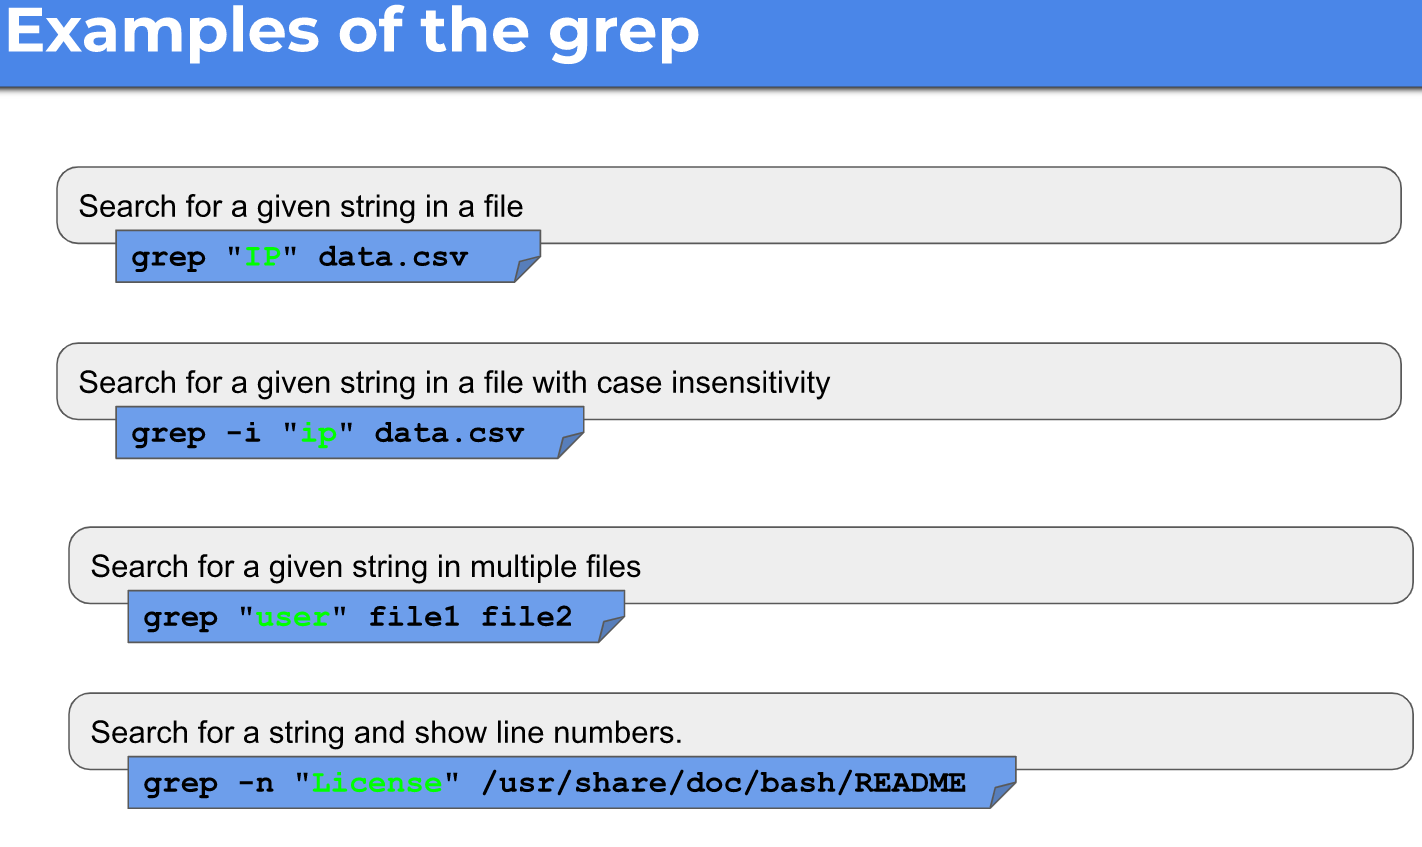 Examples of the grep
Search for a given string in a file
grep "IP" data.csv
Search for a given string in a file with case insensitivity
grep -i "ip" data.csv
Search for a given string in multiple files
grep "user" file1 file2
Search for a string and show line numbers.
grep -n "License" /usr/share/doc/bash/README